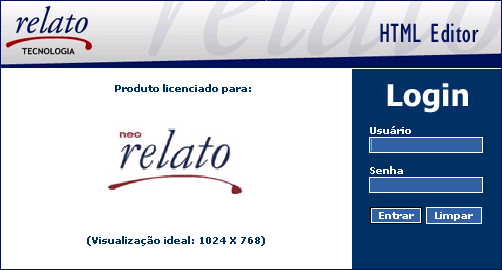 relato
TECNOLOGIA
HTML Editor
Produto licenciado para:
neo
relato
(Visualização ideal: 1024 X 768)
Login
Usuário
Senha
Entrar Limpar